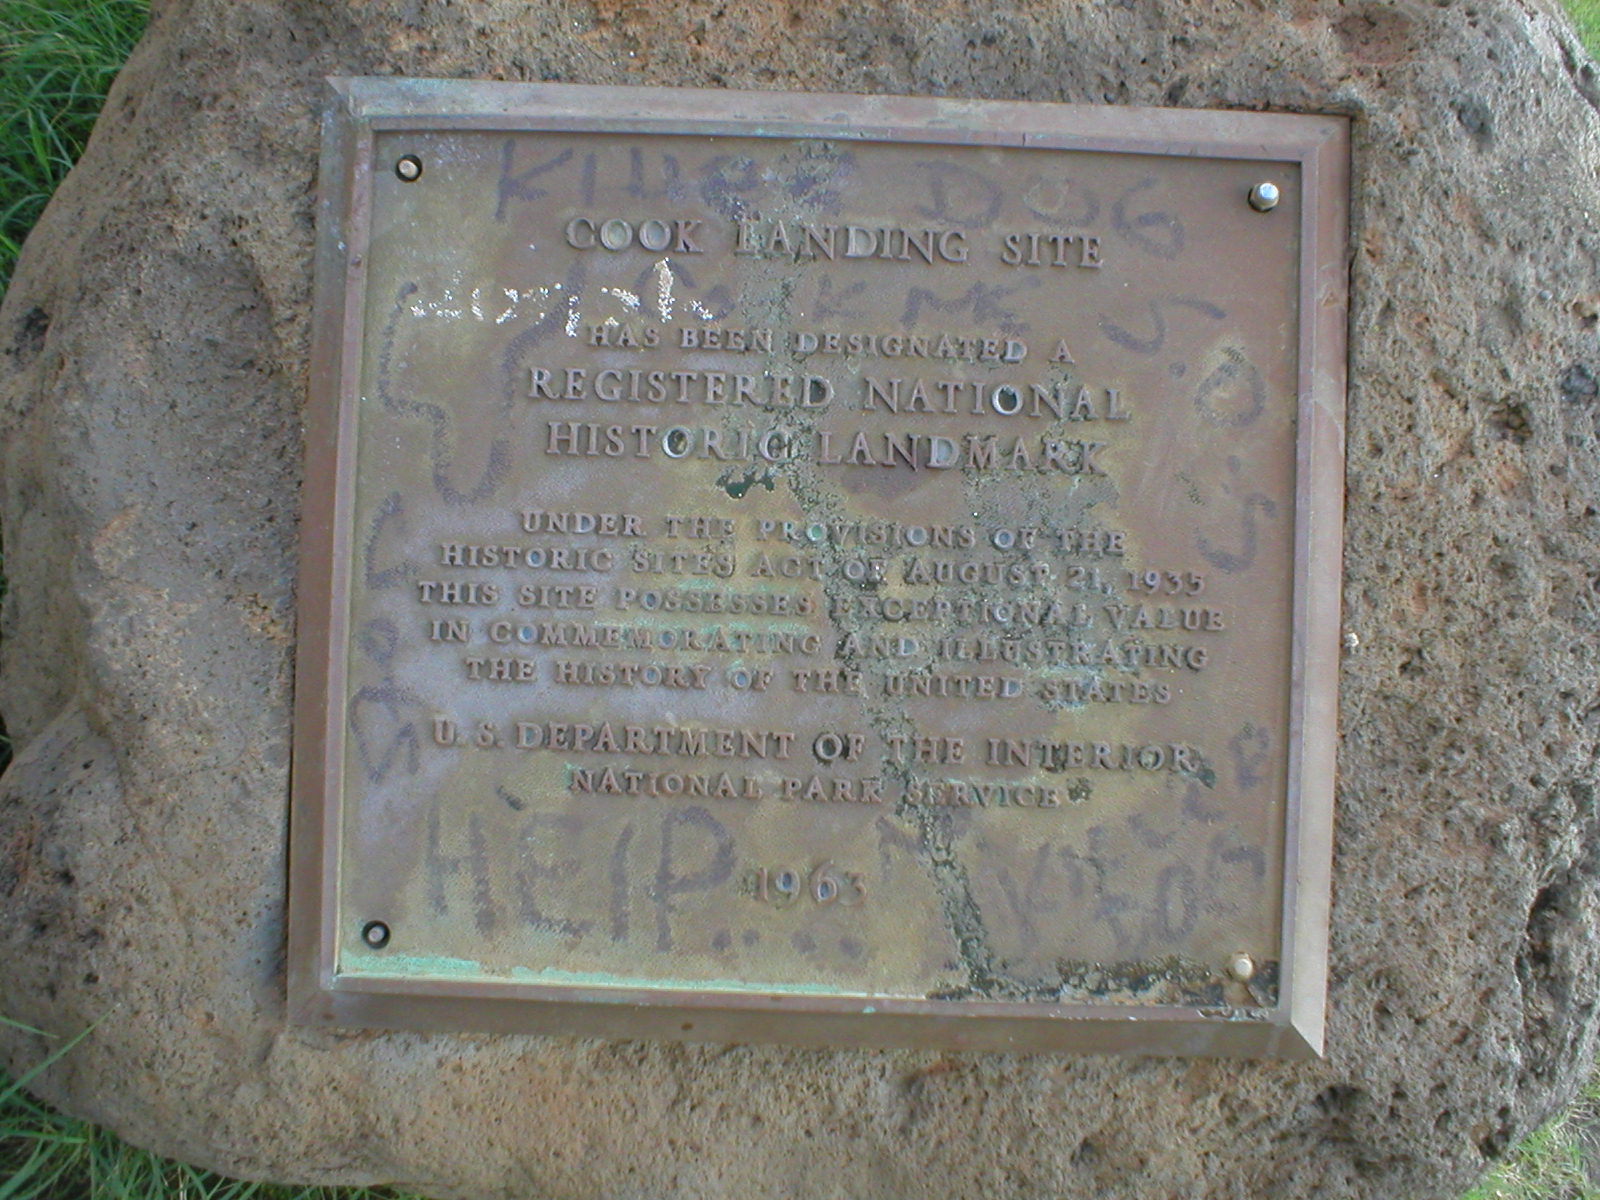 KILLER DOG
COOK LANDING SITE
HAS BEEN DESIGNATED A
REGISTERED NATIONAL
HISTORIC LANDMARK
UNDER THE PROVISIONS OF THE
HISTORIC SITES ACT OF AUGUST 21, 1935
THIS SITE POSSESSES EXCEPTIONAL VALUE
IN COMMEMORATING AND ILLUSTRATING
THE HISTORY OF THE UNITED STATES
U. S. DEPARTMENT OF THE INTERIOR
NATIONAL PARK SERVICE
HElP....
1963